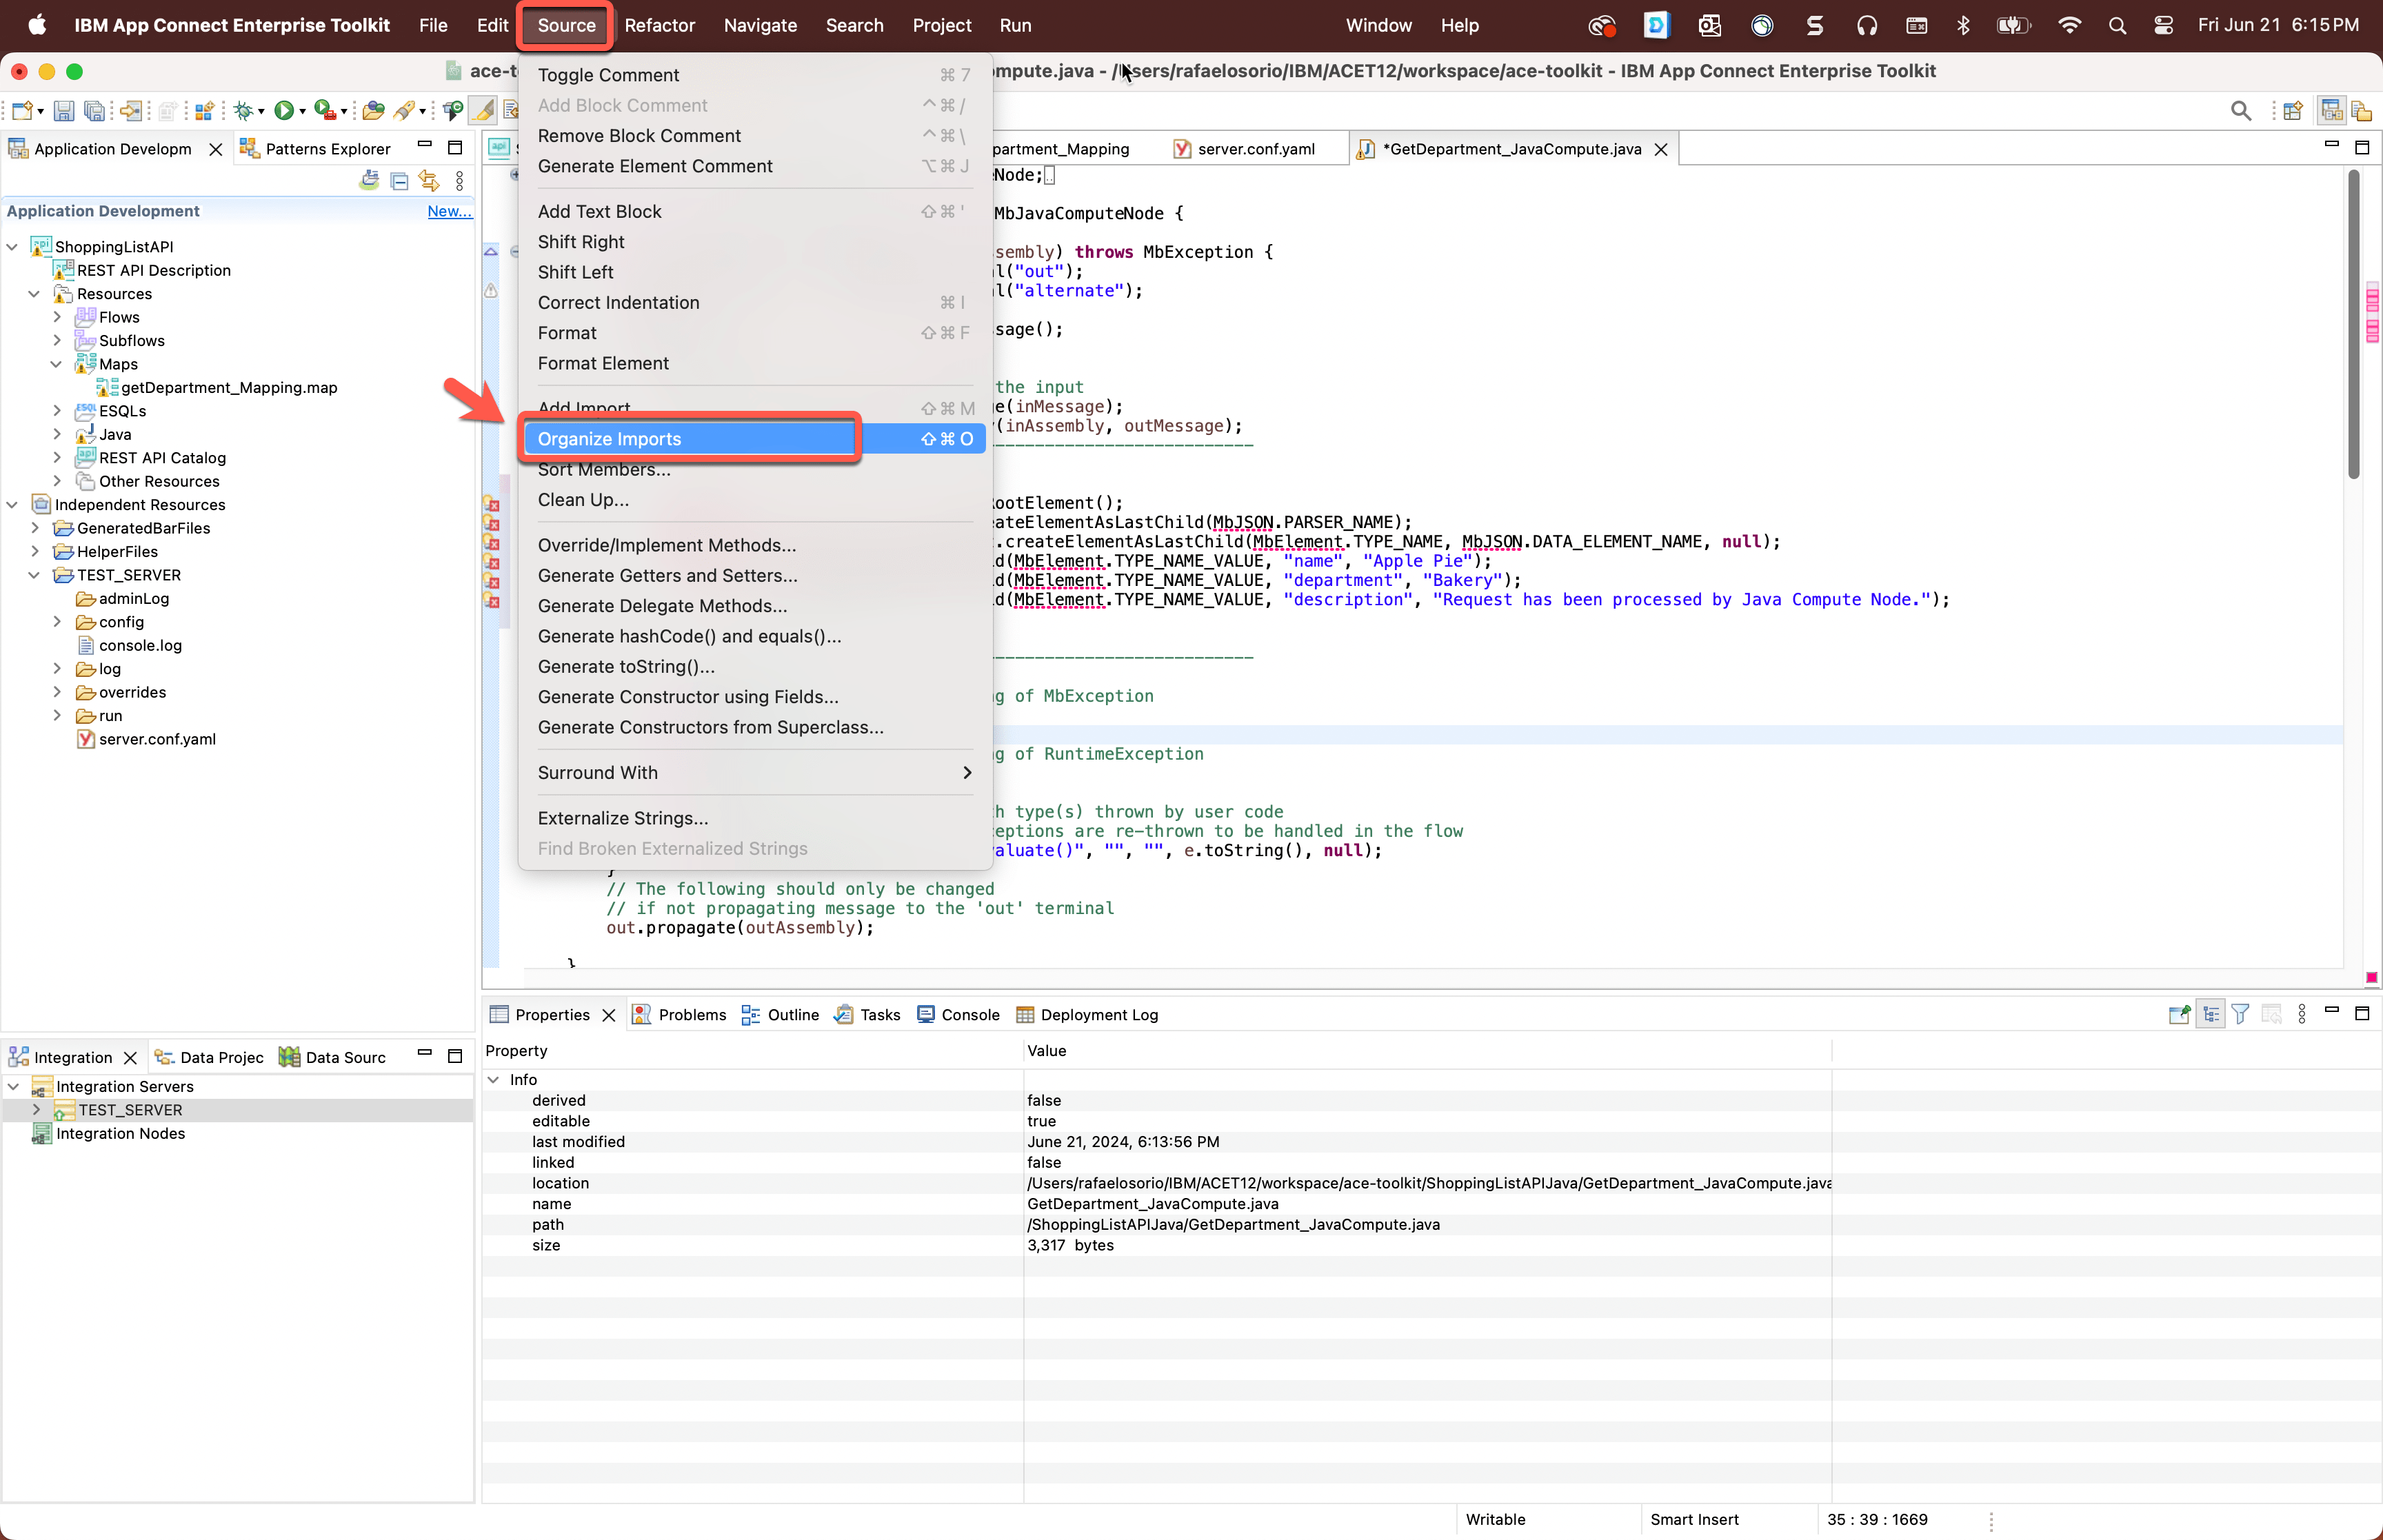 IBM App Connect Enterprise Toolkit File Edit Source Refactor Navigate Search Project Run Window Help Fri Jun 21 6:15 PM
ace-t
mpute.java - /Users/rafaelosorio/IBM/ACET12/workspace/ace-toolkit - IBM App Connect Enterprise Toolkit
Application Developm
Patterns Explorer
Application Development
New...
ShoppingListAPI
REST API Description
Resources
Flows
Subflows
Maps
getDepartment_Mapping.map
ESQLs
Java
REST API Catalog
Other Resources
Independent Resources
GeneratedBarFiles
HelperFiles
TEST_SERVER
adminLog
config
console.log
log
overrides
run
server.conf.yaml
Toggle Comment ⌘ 7
Add Block Comment ^ ⌘ /
Remove Block Comment ^ ⌘ \
Generate Element Comment ⌥ ⌘ J
Add Text Block ⇧ ⌘ '
Shift Right
Shift Left
Correct Indentation ⌘ I
Format ⇧ ⌘ F
Format Element
Add Import ⇧ ⌘ M
Organize Imports ⇧ ⌘ O
Sort Members...
Clean Up...
Override/Implement Methods...
Generate Getters and Setters...
Generate Delegate Methods...
Generate hashCode() and equals()...
Generate toString()...
Generate Constructor using Fields...
Generate Constructors from Superclass...
Surround With
Externalize Strings...
Find Broken Externalized Strings
partment_Mapping
server.conf.yaml
*GetDepartment_JavaCompute.java
Node;
MbJavaComputeNode {
sembly) throws MbException {
l("out");
l("alternate");
sage();
the input
e(inMessage);
(inAssembly, outMessage);
--------------------------
ootElement();
eateElementAsLastChild(MbJSON.PARSER_NAME);
.createElementAsLastChild(MbElement.TYPE_NAME, MbJSON.DATA_ELEMENT_NAME, null);
d(MbElement.TYPE_NAME_VALUE, "name", "Apple Pie");
d(MbElement.TYPE_NAME_VALUE, "department", "Bakery");
d(MbElement.TYPE_NAME_VALUE, "description", "Request has been processed by Java Compute Node.");
--------------------------
g of MbException
g of RuntimeException
h type(s) thrown by user code
eptions are re-thrown to be handled in the flow
aluate()", "", "", e.toString(), null);
}
// The following should only be changed
// if not propagating message to the 'out' terminal
out.propagate(outAssembly);
}
Integration
Data Projec
Data Sourc
Integration Servers
TEST_SERVER
Integration Nodes
Properties
Problems
Outline
Tasks
Console
Deployment Log
Property Value
Info
derived false
editable true
last modified June 21, 2024, 6:13:56 PM
linked false
location /Users/rafaelosorio/IBM/ACET12/workspace/ace-toolkit/ShoppingListAPIJava/GetDepartment_JavaCompute.java
name GetDepartment_JavaCompute.java
path /ShoppingListAPIJava/GetDepartment_JavaCompute.java
size 3,317 bytes
Writable
Smart Insert
35 : 39 : 1669